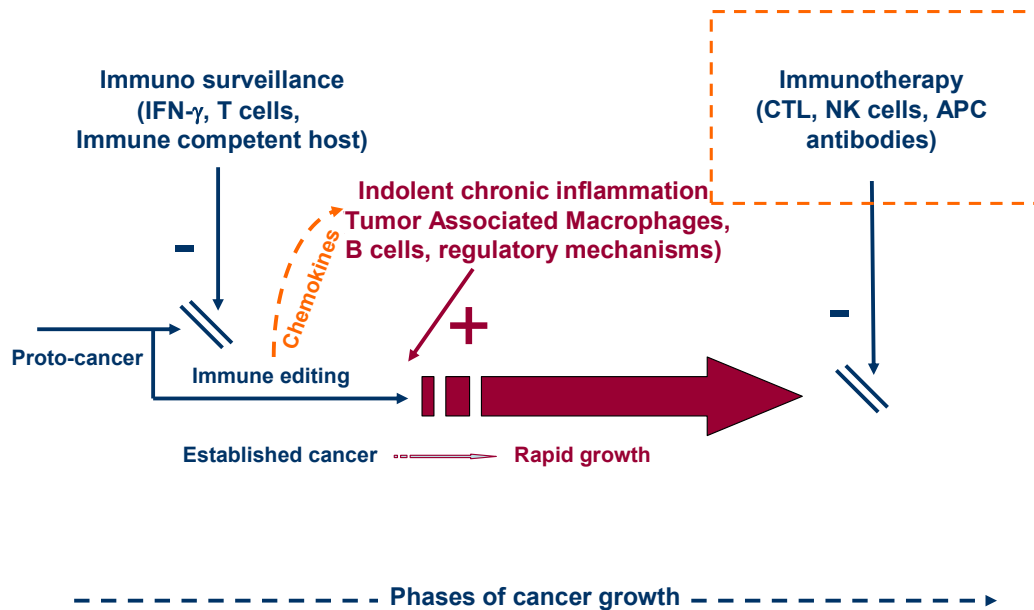 Immuno surveillance
(IFN-γ, T cells,
Immune competent host)
Immunotherapy
(CTL, NK cells, APC
antibodies)
Indolent chronic inflammation
Tumor Associated Macrophages,
B cells, regulatory mechanisms)
-
Chemokines
+
-
Proto-cancer
Immune editing
Established cancer
Rapid growth
Phases of cancer growth